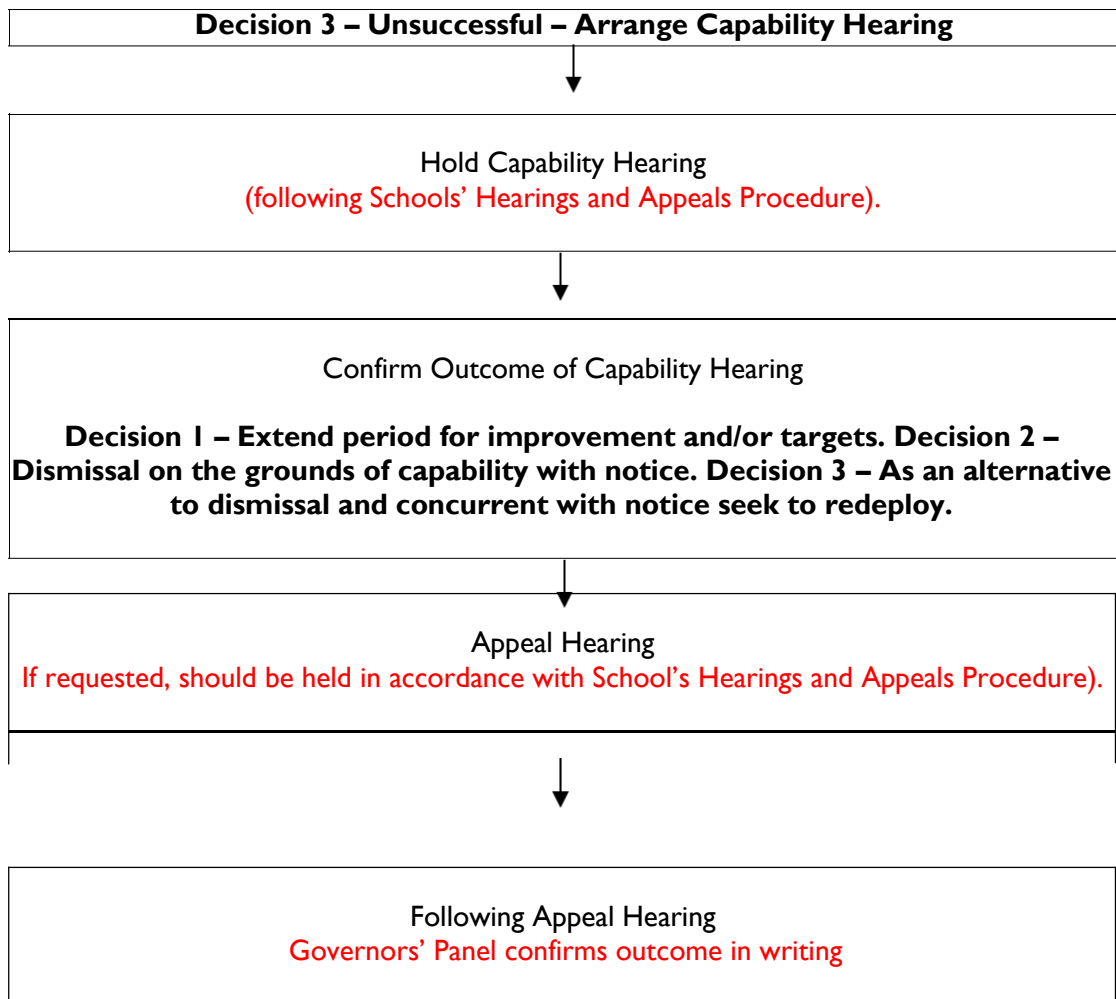 Decision 3 – Unsuccessful – Arrange Capability Hearing
Hold Capability Hearing
(following Schools’ Hearings and Appeals Procedure).
Confirm Outcome of Capability Hearing
Decision 1 – Extend period for improvement and/or targets. Decision 2 –
Dismissal on the grounds of capability with notice. Decision 3 – As an alternative
to dismissal and concurrent with notice seek to redeploy.
Appeal Hearing
If requested, should be held in accordance with School’s Hearings and Appeals Procedure).
Following Appeal Hearing
Governors’ Panel confirms outcome in writing